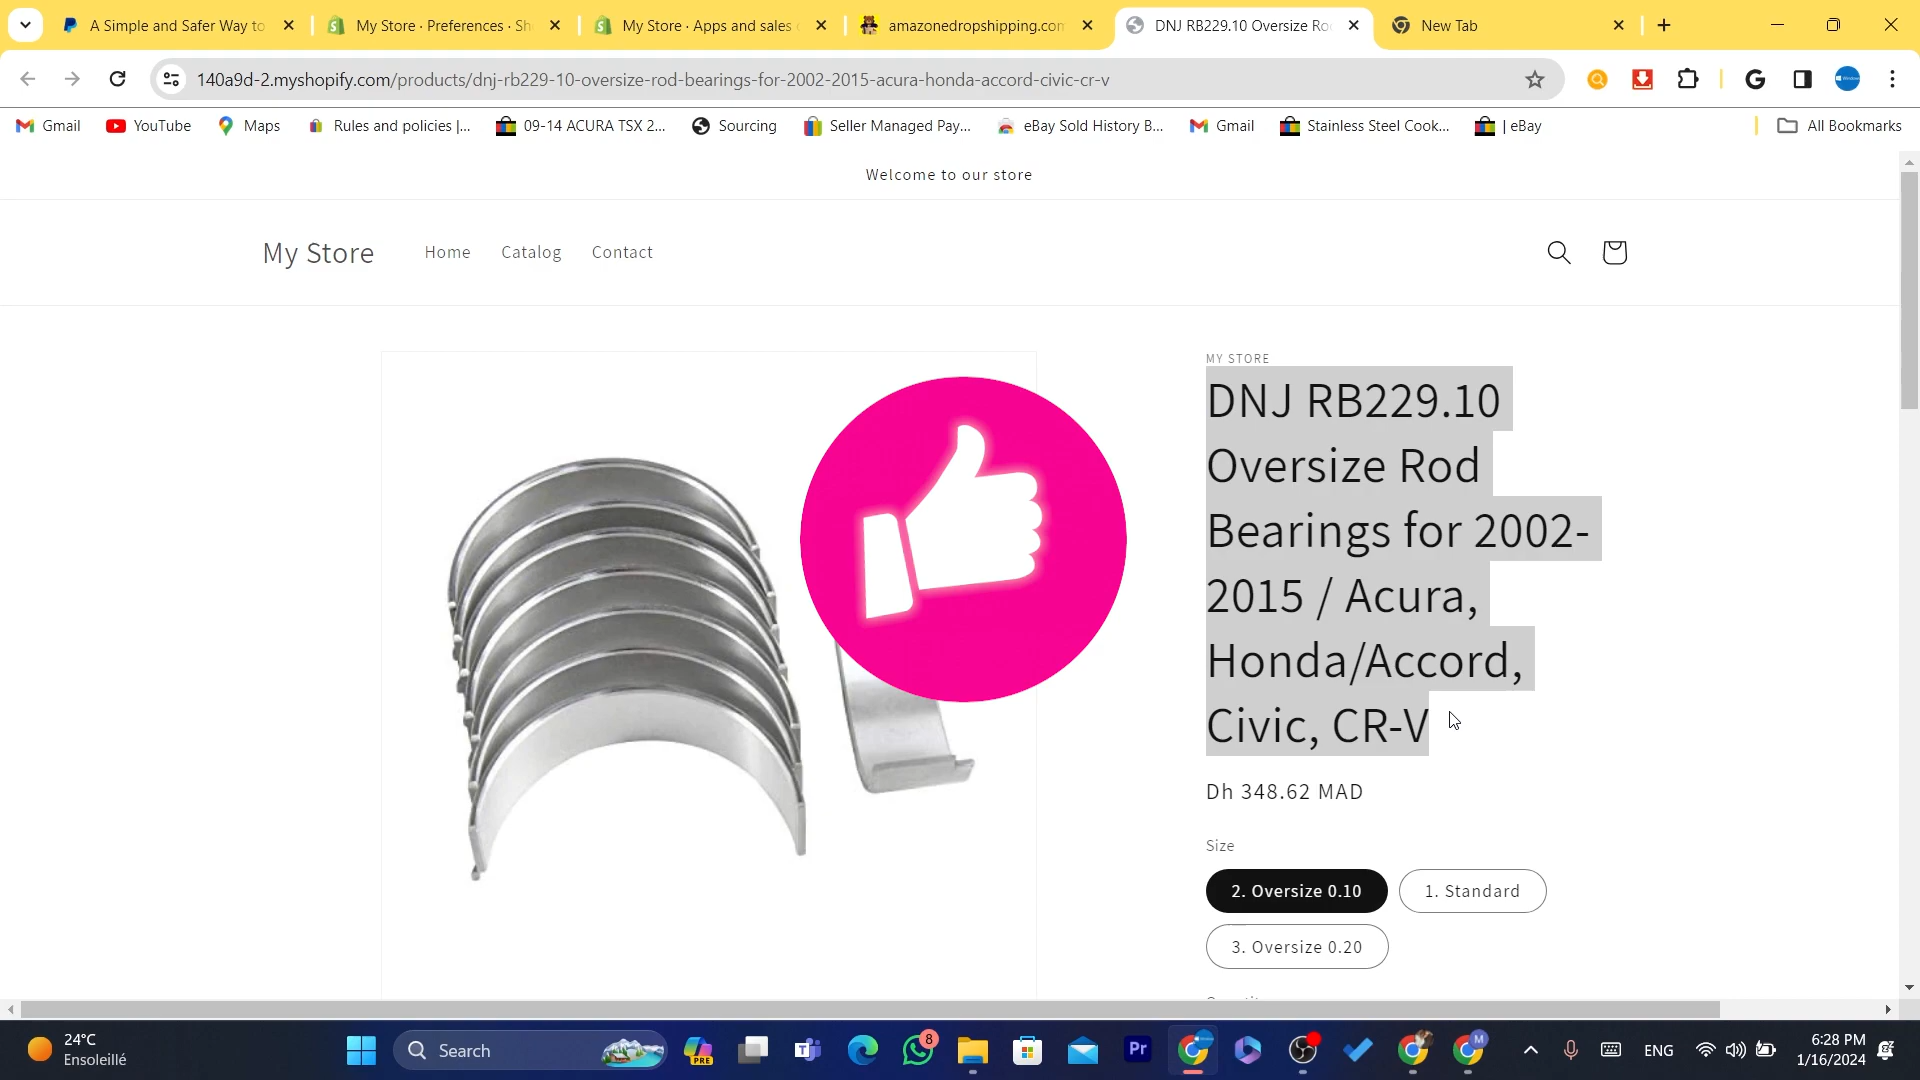 A Simple and Safer Way to
My Store · Preferences · Sh
My Store · Apps and sales
amazonedropshipping.com
DNJ RB229.10 Oversize Ro
New Tab
140a9d-2.myshopify.com/products/dnj-rb229-10-oversize-rod-bearings-for-2002-2015-acura-honda-accord-civic-cr-v
Gmail
YouTube
Maps
Rules and policies |...
09-14 ACURA TSX 2...
Sourcing
Seller Managed Pay...
eBay Sold History B...
Gmail
Stainless Steel Cook...
| eBay
All Bookmarks
Welcome to our store
My Store
Home
Catalog
Contact
MY STORE
DNJ RB229.10
Oversize Rod
Bearings for 2002-
2015 / Acura,
Honda/Accord,
Civic, CR-V
Dh 348.62 MAD
Size
2. Oversize 0.10
1. Standard
3. Oversize 0.20
24°C
Ensoleillé
Search
PRE
8
Pr
M
ENG
6:28 PM
1/16/2024